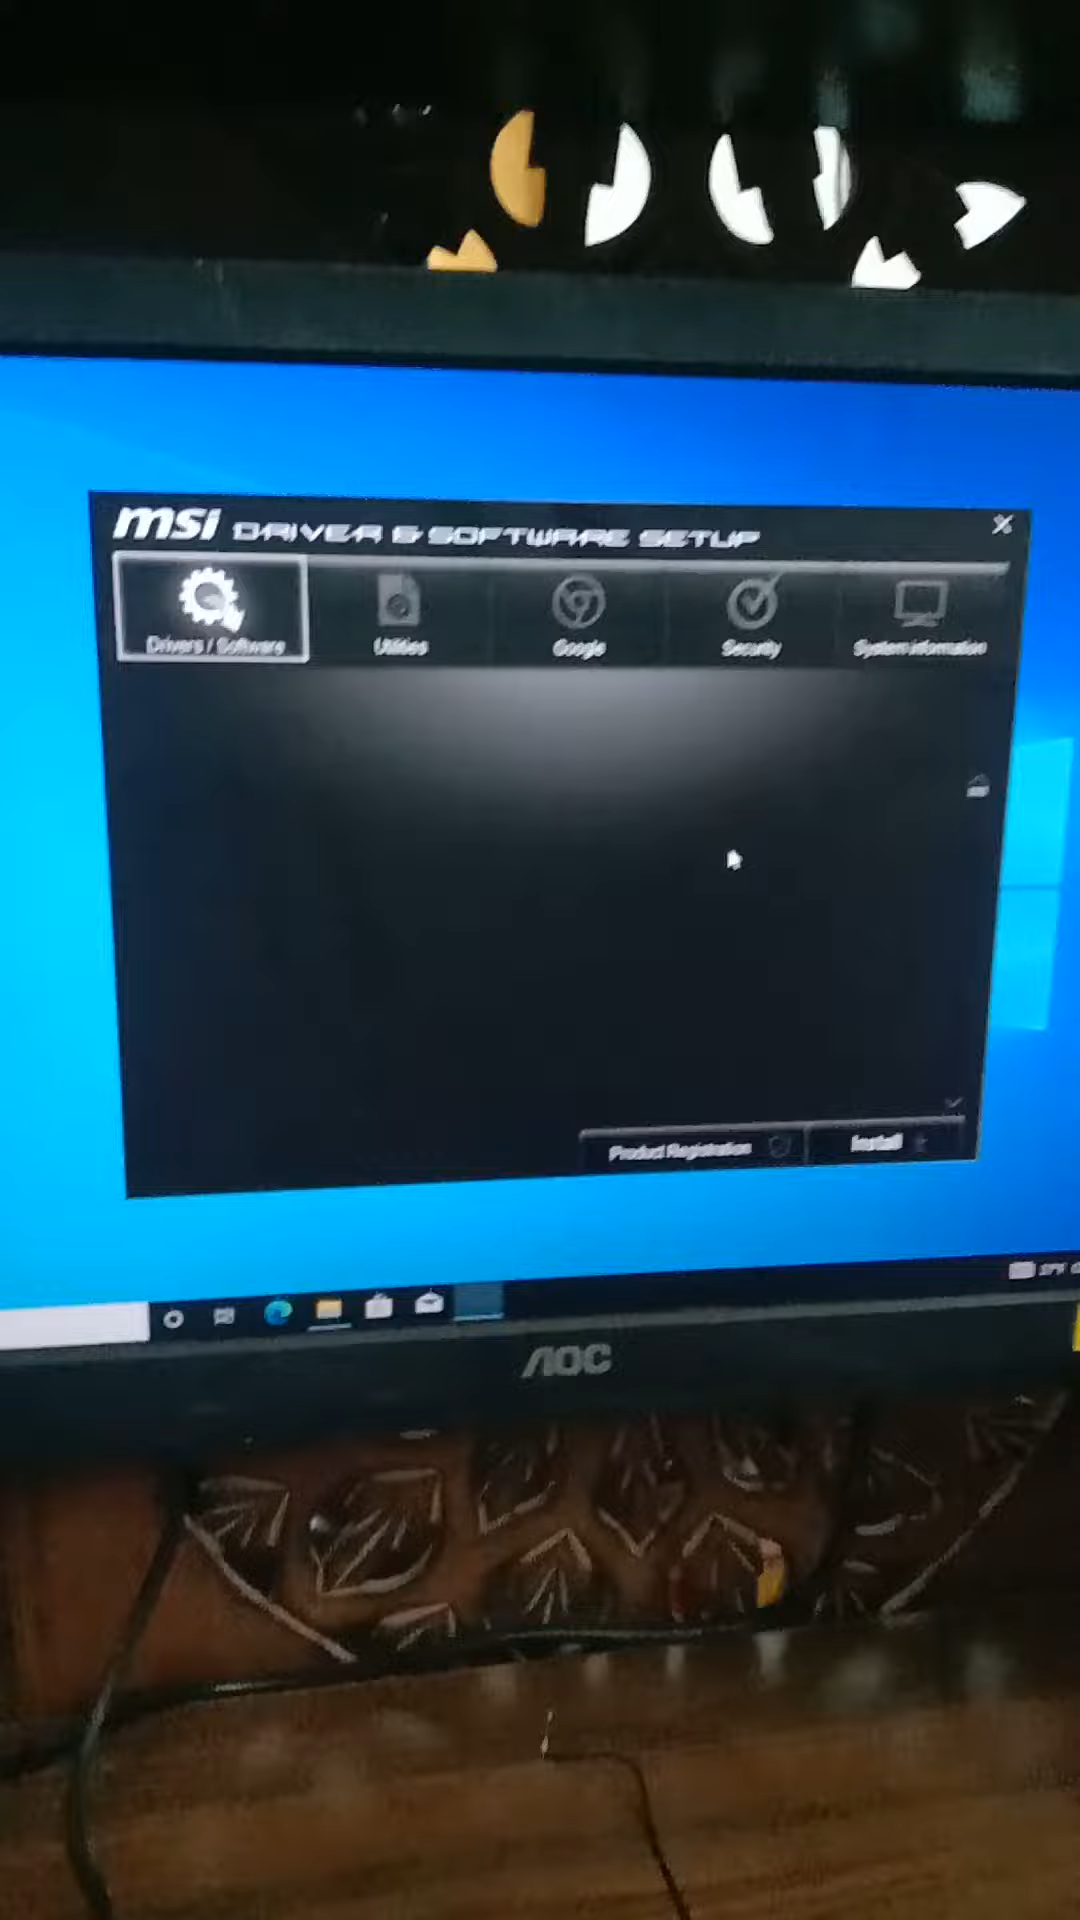 msi DRIVER & SOFTWARE SETUP
Drivers / Software
Utilities
Google
Security
System information
Product Registration
Install
AOC